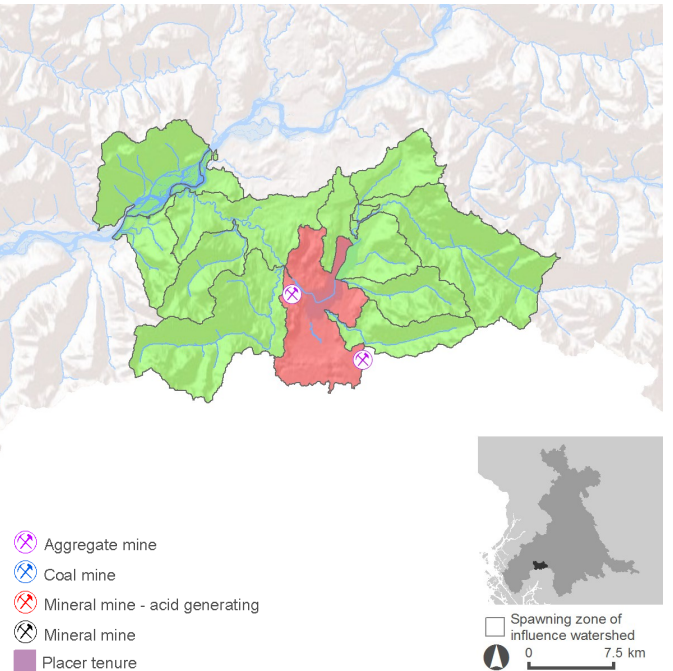 Aggregate mine
Coal mine
Mineral mine - acid generating
Mineral mine
Placer tenure
Spawning zone of
influence watershed
0 7.5 km